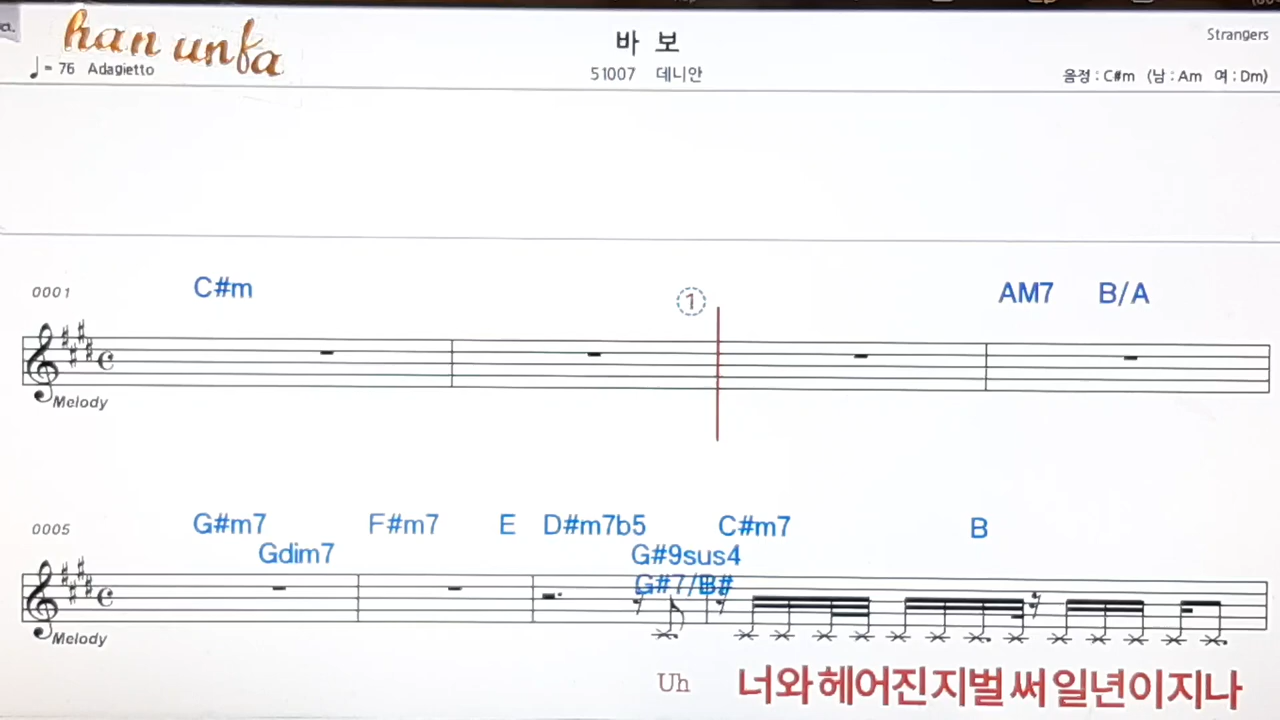 a.
han unfa
바 보
Strangers
♩= 76 Adagietto
51007 데니안
음정 : C#m (남 : Am 여 : Dm)
0001
C#m
1
AM7 B/A
Melody
0005
G#m7 F#m7 E D#m7b5 C#m7 B
Gdim7 G#9sus4
G#7/B#
Melody
Uh 너와헤어진지벌써일년이지나